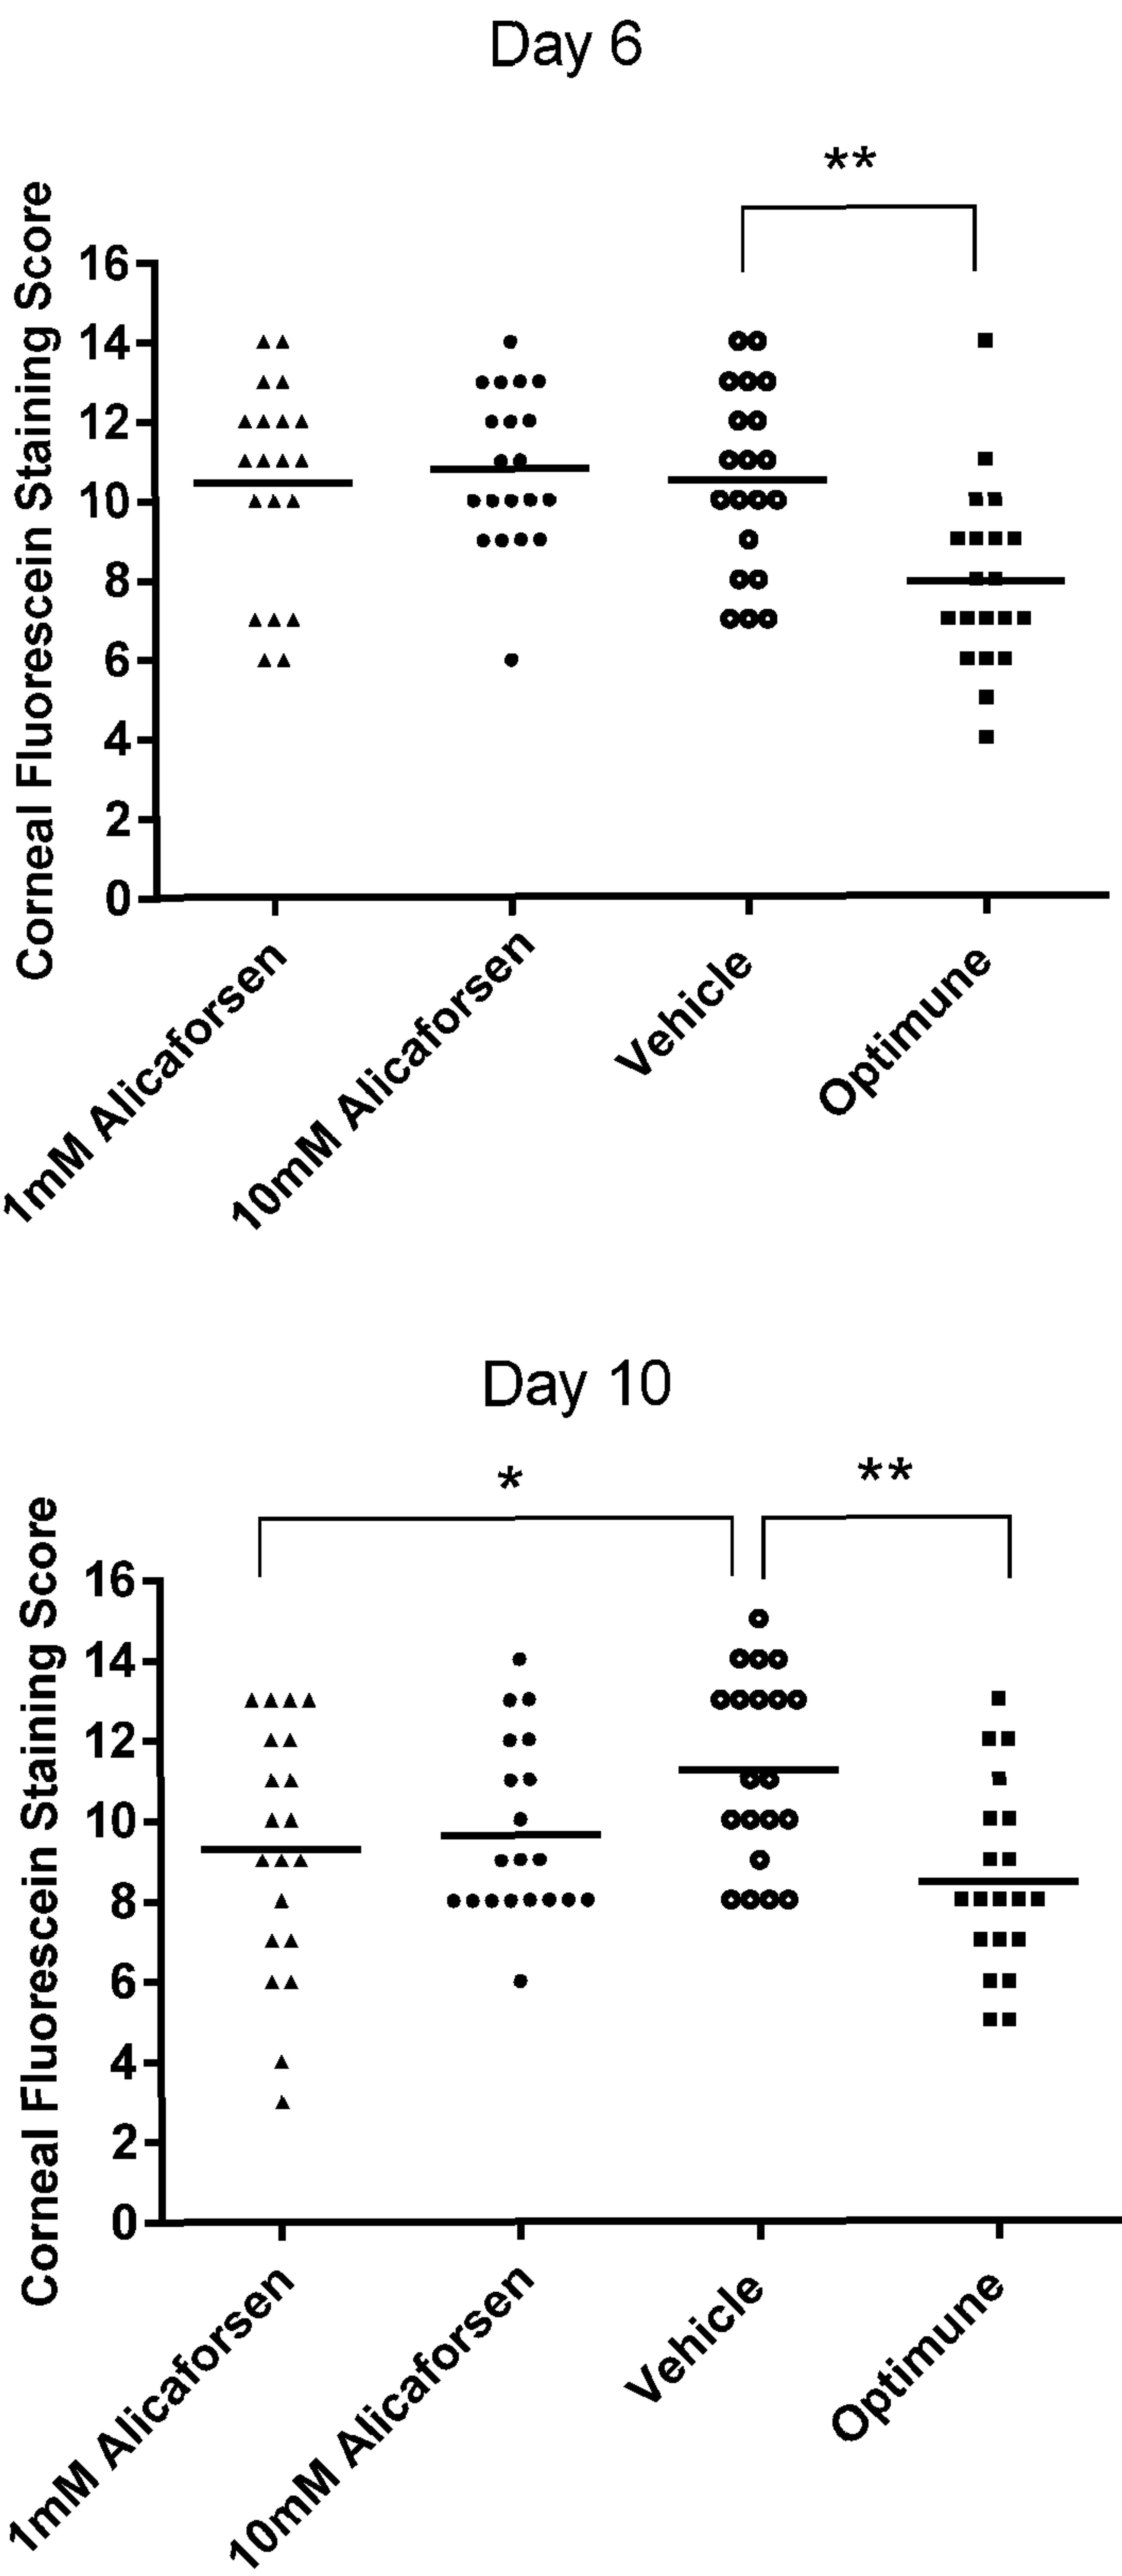 Day 6
**
Corneal Fluorescein Staining Score
16
14
12
10
8
6
4
2
0
1mM Alicaforsen
10mM Alicaforsen
Vehicle
Optimune
Day 10
*
**
Corneal Fluorescein Staining Score
16
14
12
10
8
6
4
2
0
1mM Alicaforsen
10mM Alicaforsen
Vehicle
Optimune